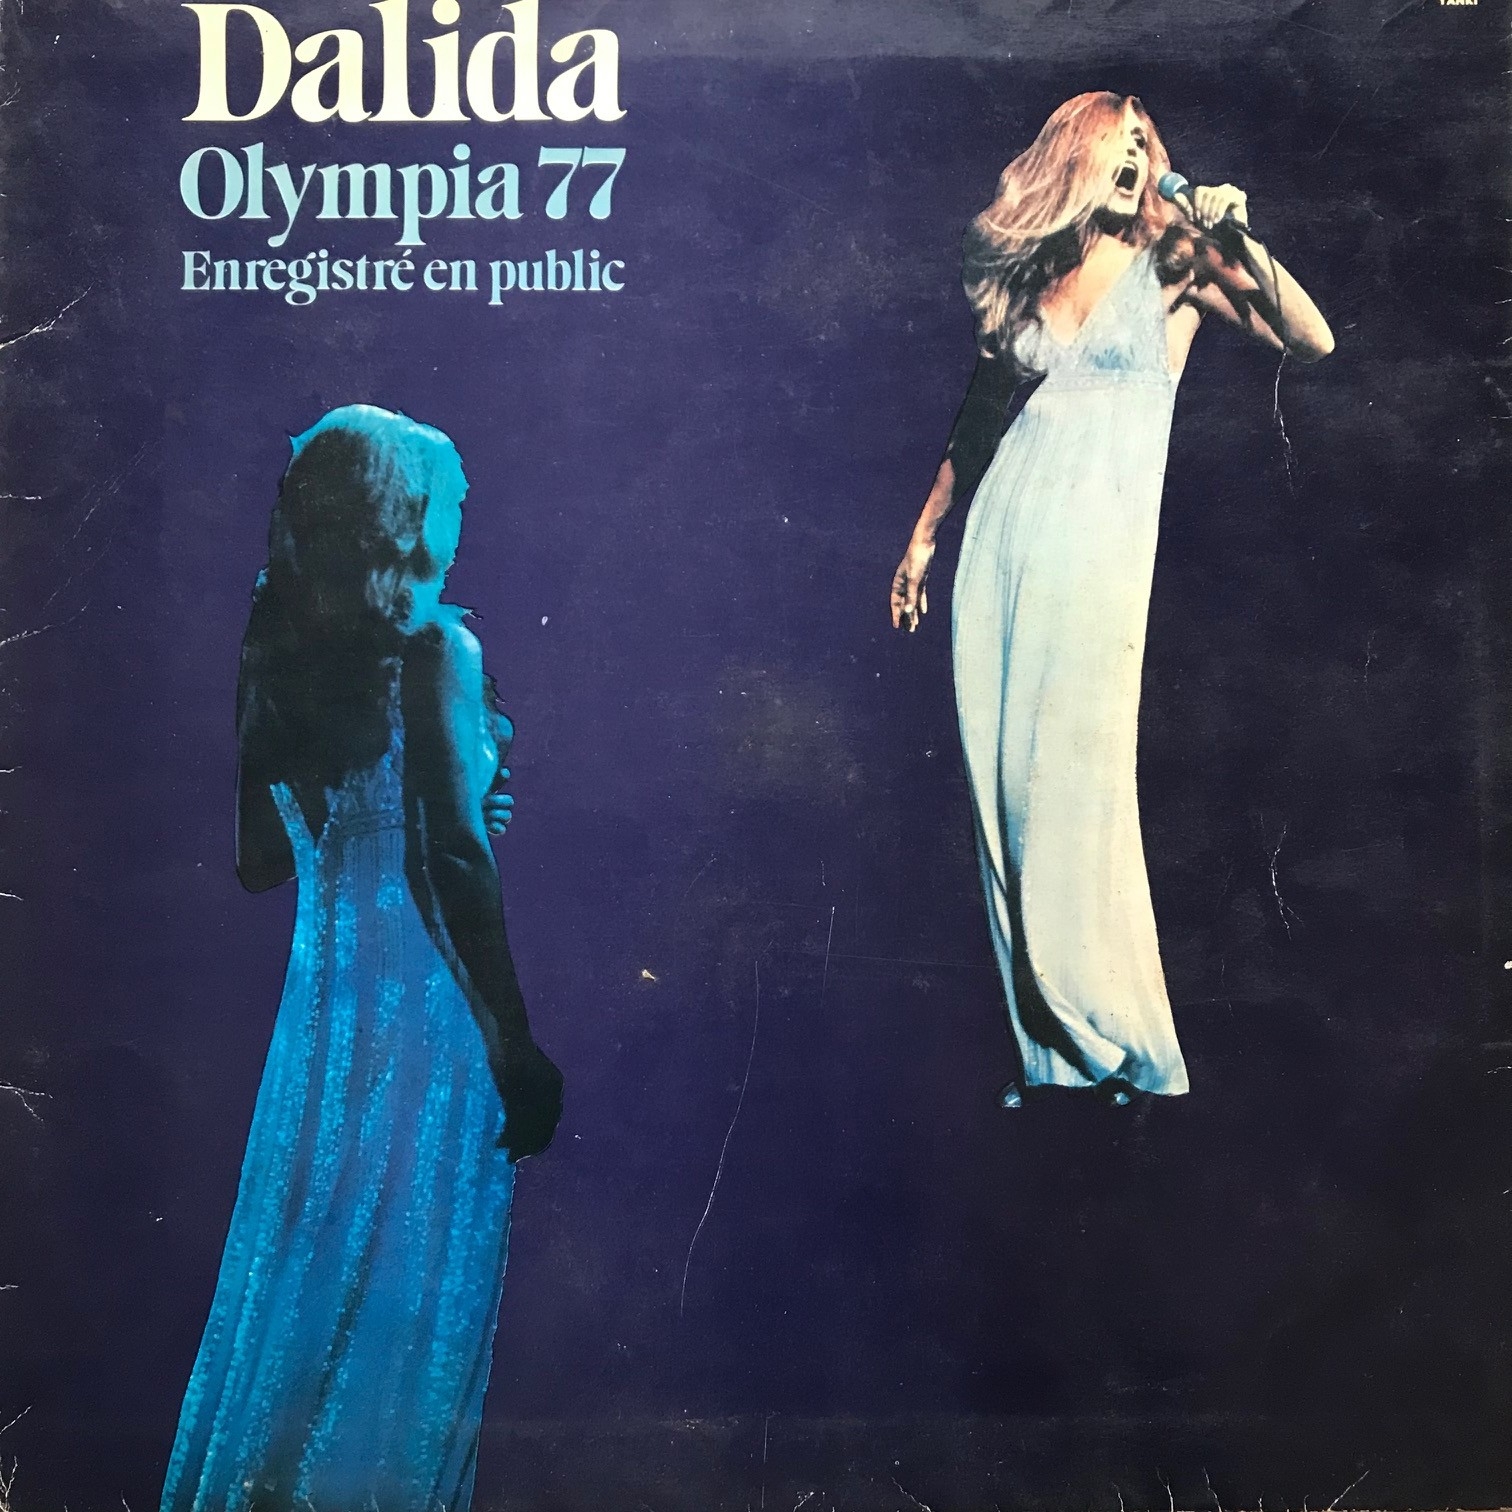 Dalida
Olympia 77
Enregistré en public